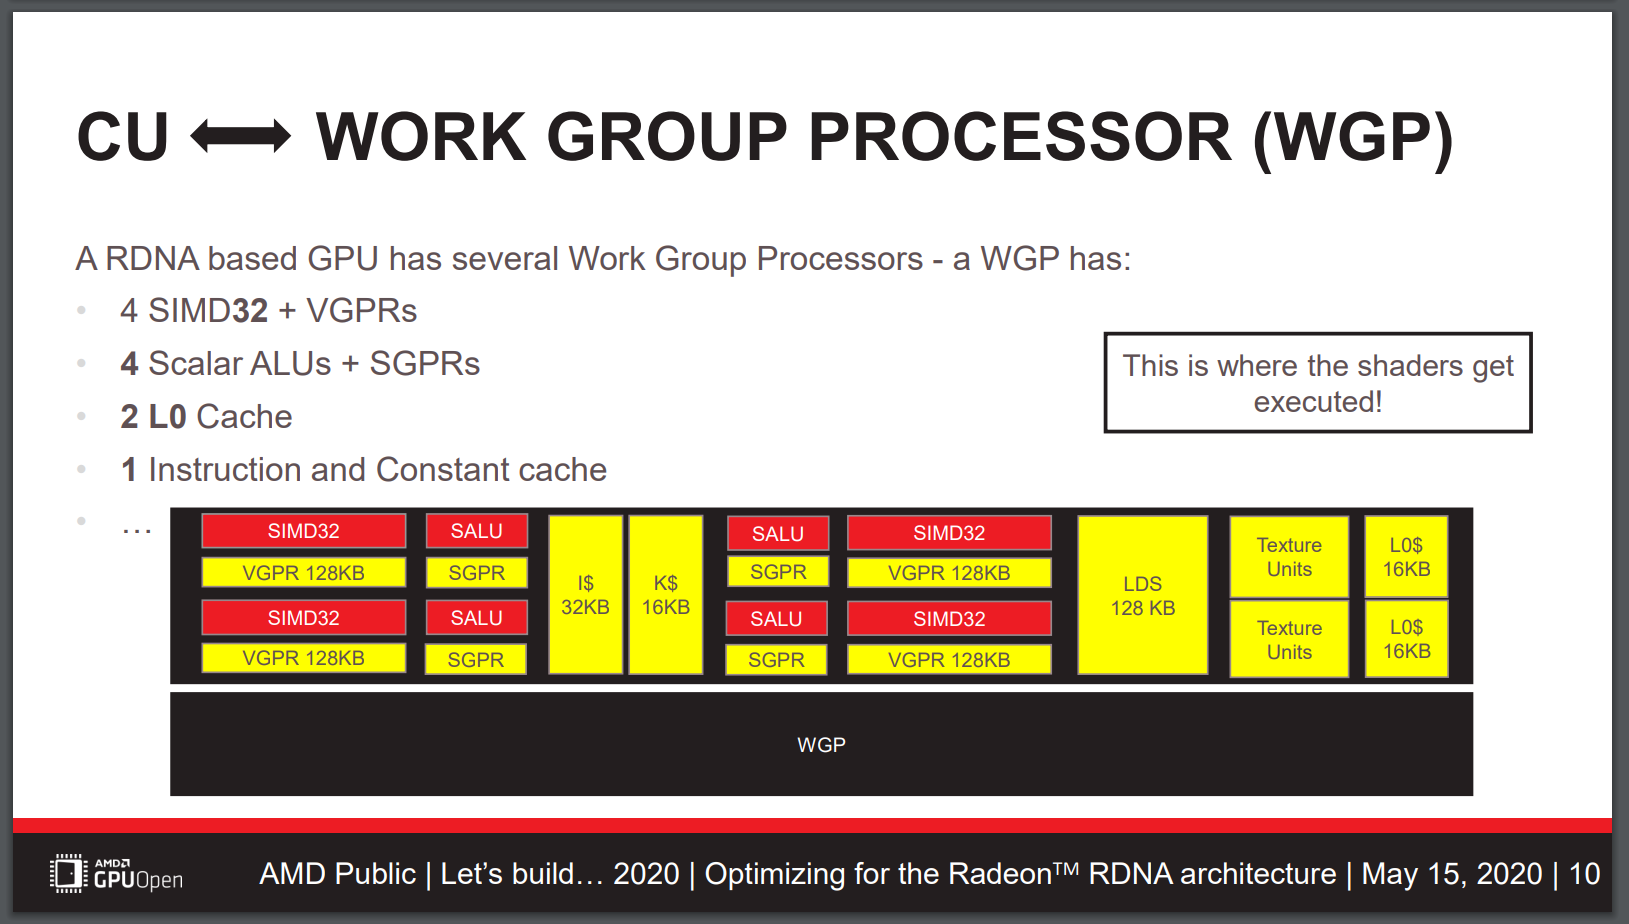 CU WORK GROUP PROCESSOR (WGP)
A RDNA based GPU has several Work Group Processors - a WGP has:
• 4 SIMD32 + VGPRs
• 4 Scalar ALUs + SGPRs
• 2 L0 Cache
• 1 Instruction and Constant cache
• …
This is where the shaders get
executed!
SIMD32
VGPR 128KB
SIMD32
VGPR 128KB
SALU
SGPR
SALU
SGPR
I$
32KB
K$
16KB
SALU
SGPR
SALU
SGPR
SIMD32
VGPR 128KB
SIMD32
VGPR 128KB
LDS
128 KB
Texture
Units
Texture
Units
L0$
16KB
L0$
16KB
WGP
AMD
GPUOpen
AMD Public | Let’s build… 2020 | Optimizing for the Radeon™ RDNA architecture | May 15, 2020 | 10